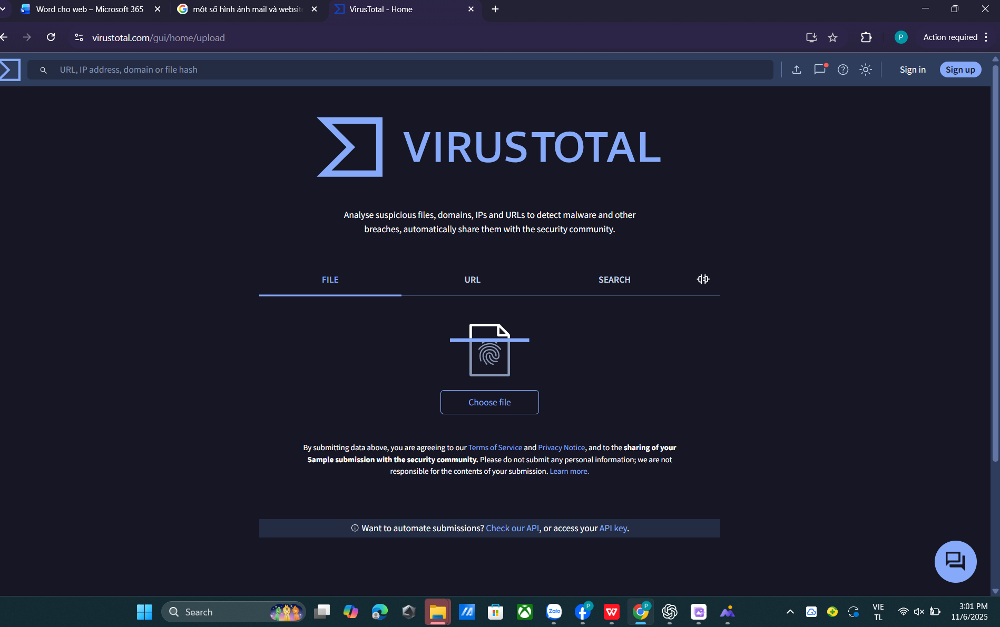 Word cho web – Microsoft 365
một số hình ảnh mail và website
VirusTotal - Home
virustotal.com/gui/home/upload
P
Action required
URL, IP address, domain or file hash
Sign in
Sign up
VIRUSTOTAL
Analyse suspicious files, domains, IPs and URLs to detect malware and other
breaches, automatically share them with the security community.
FILE
URL
SEARCH
Choose file
By submitting data above, you are agreeing to our Terms of Service and Privacy Notice, and to the sharing of your
Sample submission with the security community. Please do not submit any personal information; we are not
responsible for the contents of your submission. Learn more.
Want to automate submissions? Check our API, or access your API key.
Search
Zalo
P
P
VIE
TL
3:01 PM
11/6/2025